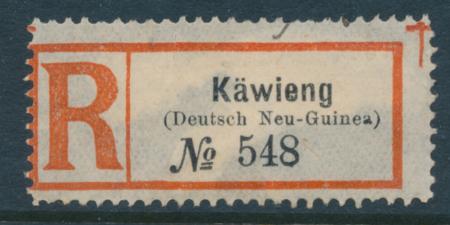 R
Käwieng
(Deutsch Neu-Guinea)
№ 548